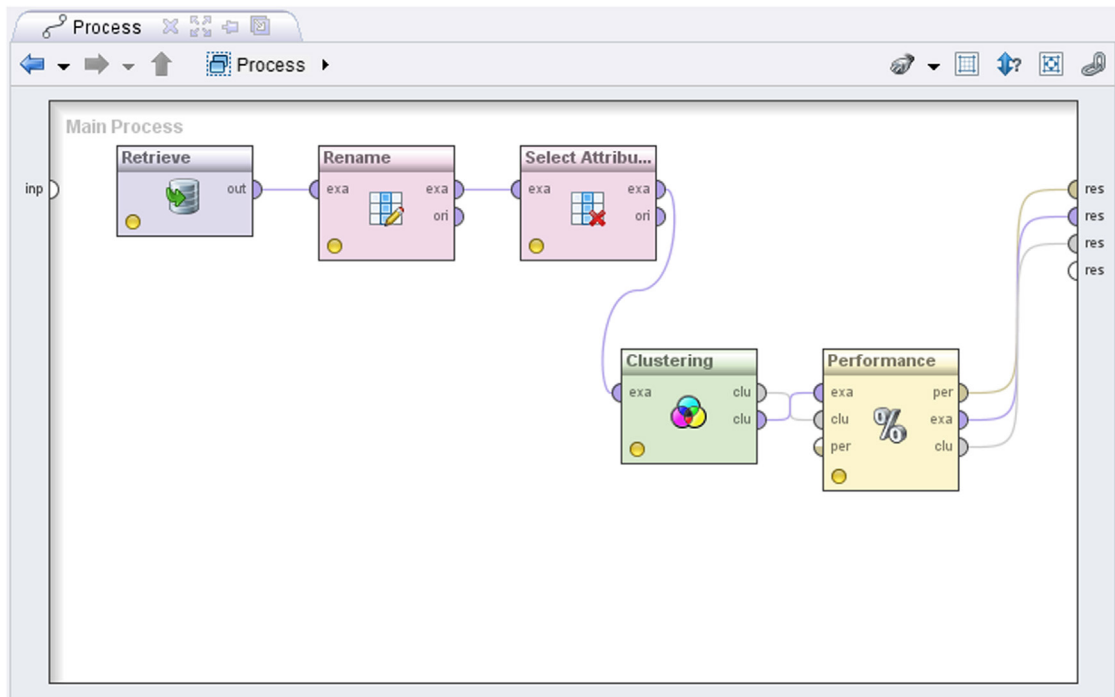 Process
Process
Main Process
inp
Retrieve
out
Rename
exa exa
ori
Select Attribu...
exa exa
ori
res
res
res
res
Clustering
exa clu
clu
Performance
exa per
clu exa
per clu
%
?